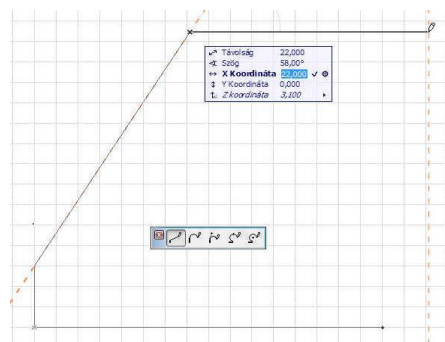 Távolság 22,000
Szög 58,00°
X Koordináta 22,000
Y Koordináta 0,000
Z koordináta 3,100